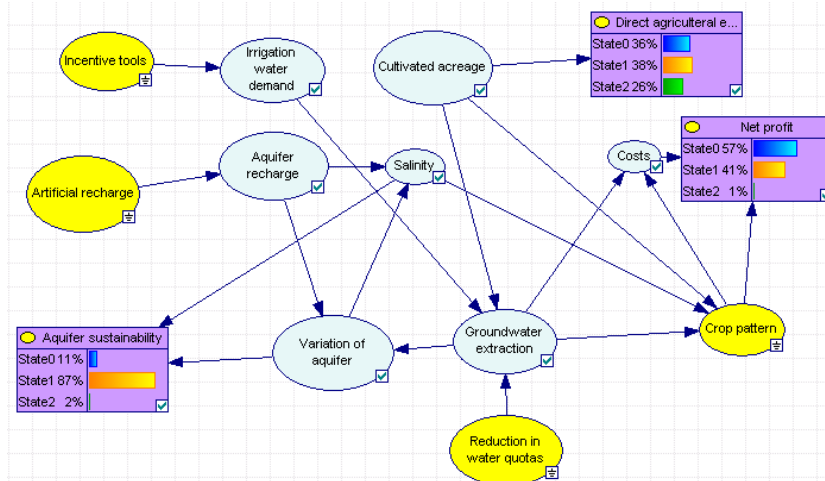 Direct agriculteral e...
State0 36%
State1 38%
State2 26%
Incentive tools
Irrigation
water
demand
Cultivated acreage
Net profit
State0 57%
State1 41%
State2 1%
Aquifer
recharge
Salinity
Costs
Artificial recharge
Aquifer sustainability
State0 11%
State1 87%
State2 2%
Variation of
aquifer
Groundwater
extraction
Crop pattern
Reduction in
water quotas